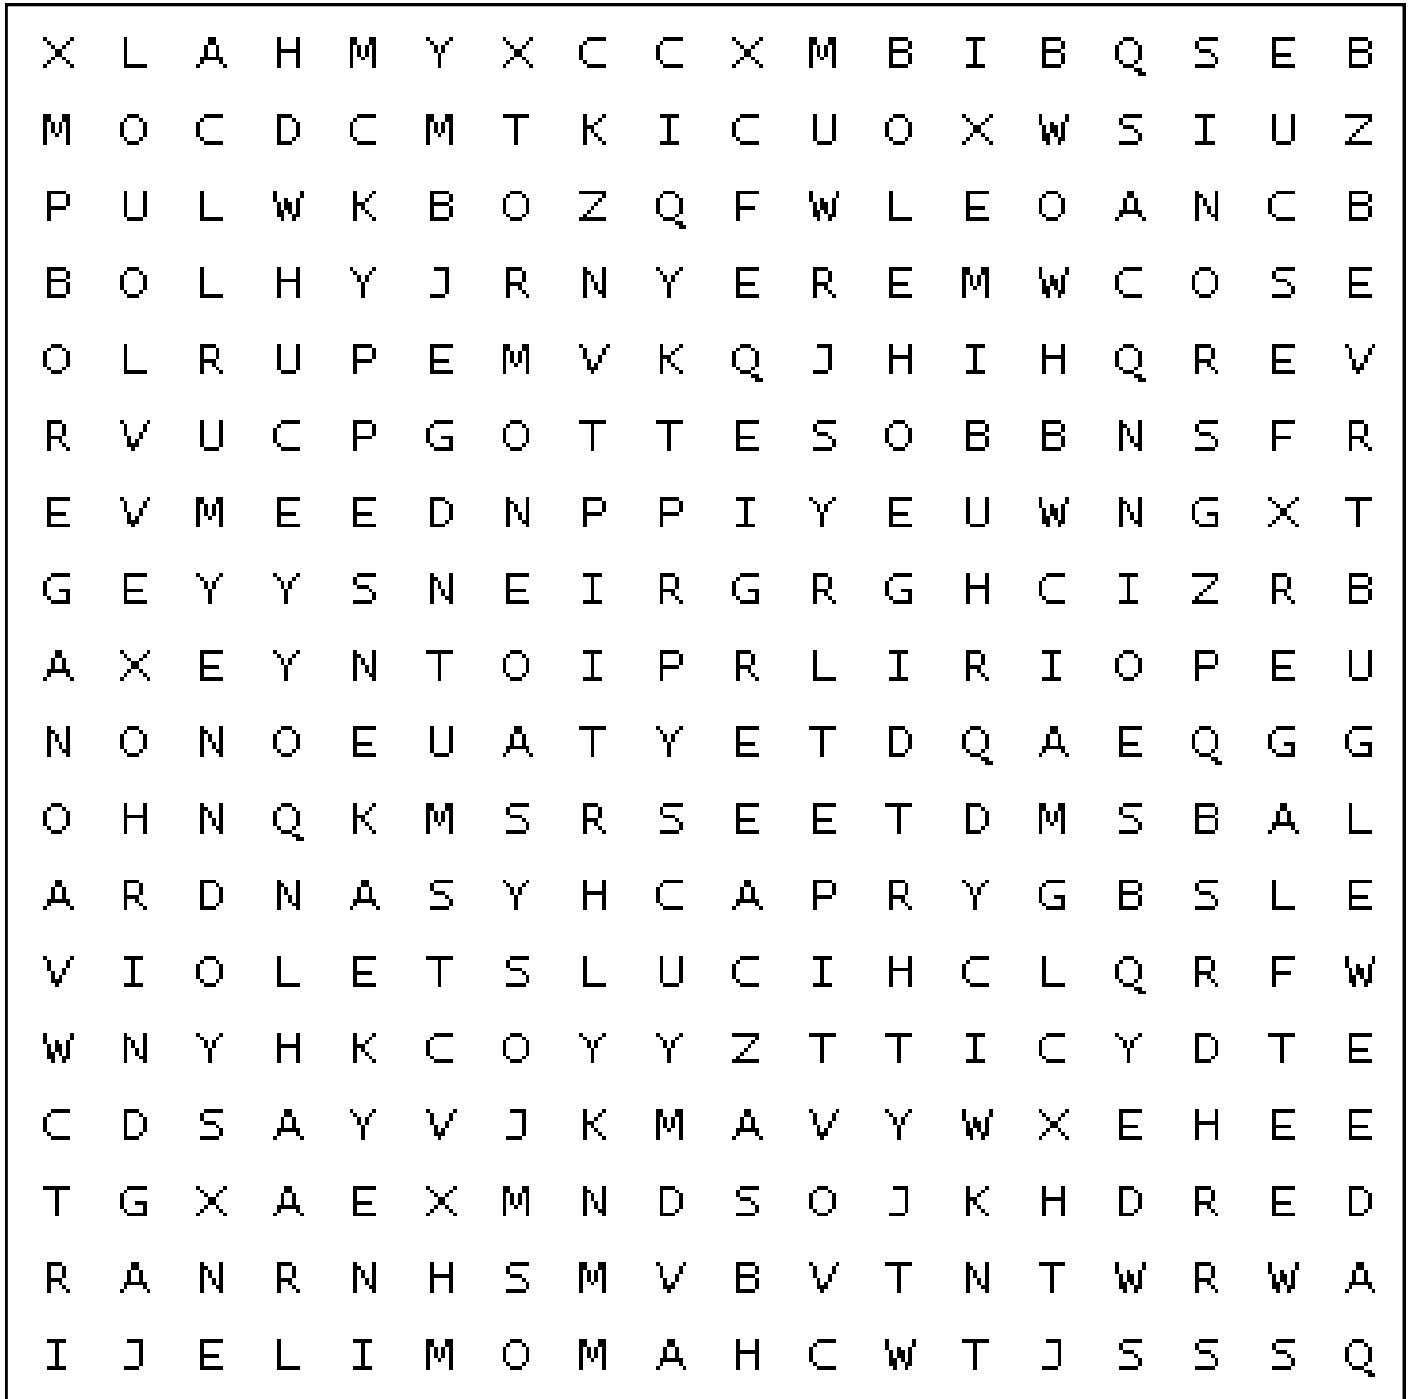 X L A H M Y X C C X M B I B Q S E B
M O C D C M T K I C U O X W S I U Z
P U L W K B O Z Q F W L E O A N C B
B O L H Y J R N Y E R E M W C O S E
O L R U P E M V K Q J H I H Q R E V
R V U C P G O T T E S O B B N S F R
E V M E E D N P P I Y E U W N G X T
G E Y Y S N E I R G R G H C I Z R B
A X E Y N T O I P R L I R I O P E U
N O N O E U A T Y E T D Q A E Q G G
O H N Q K M S R S E E T D M S B A L
A R D N A S Y H C A P R Y G B S L E
V I O L E T S L U C I H C L Q R F W
W N Y H K C O Y Y Z T T I C Y D T E
C D S A Y V J K M A V Y W X E H E E
T G X A E X M N D S O J K H D R E D
R A N R N H S M V B V T N T W R W A
I J E L I M O M A H C W T J S S S Q